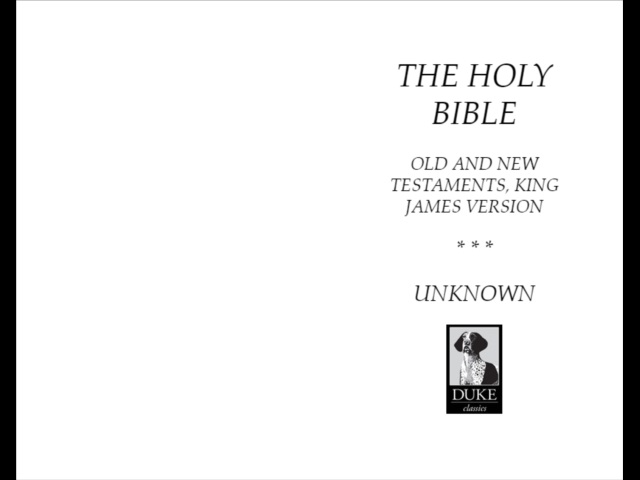 THE HOLY
BIBLE
OLD AND NEW
TESTAMENTS, KING
JAMES VERSION
* * *
UNKNOWN
DUKE
classics